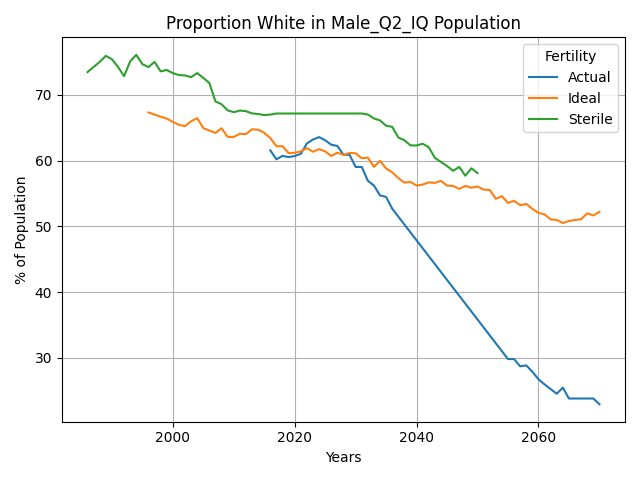 Proportion White in Male_Q2_IQ Population
% of Population
70
60
50
40
30
2000
2020
2040
2060
Years
Fertility
Actual
Ideal
Sterile